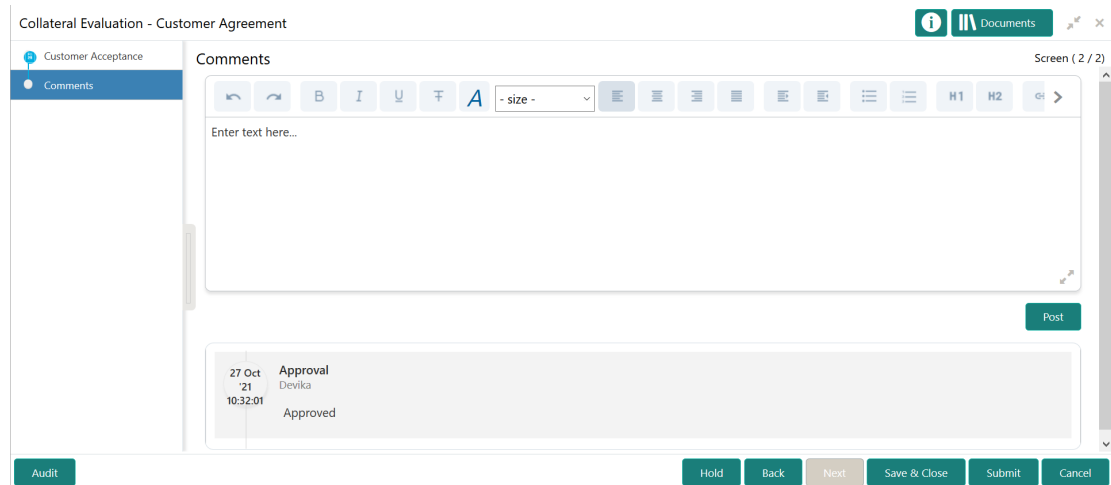 Collateral Evaluation - Customer Agreement
i Documents
Customer Acceptance
Comments
Comments
Screen ( 2 / 2)
B I U T A - size - H1 H2
Enter text here...
Post
27 Oct '21 10:32:01
Approval
Devika
Approved
Audit
Hold Back Next Save & Close Submit Cancel